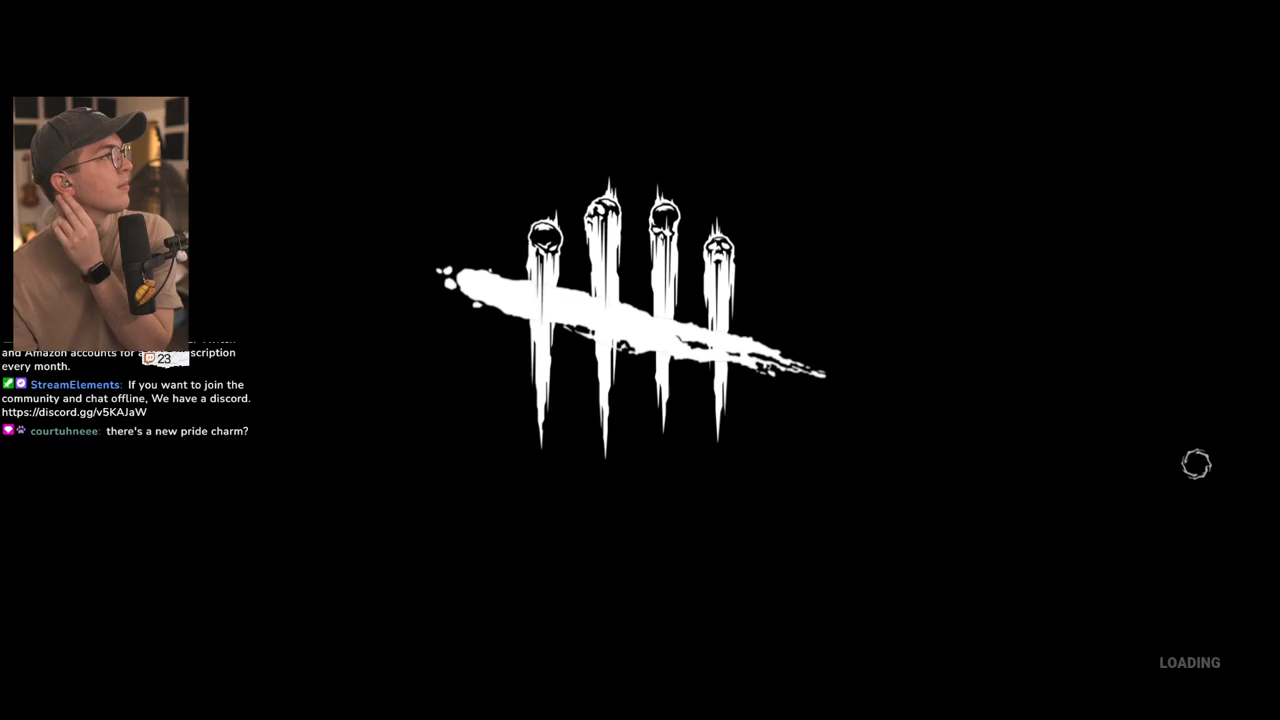 and Amazon accounts for a
scription
every month.
23
StreamElements: If you want to join the
community and chat offline, We have a discord.
https://discord.gg/v5KAJaW
courtuhneee: there's a new pride charm?
LOADING